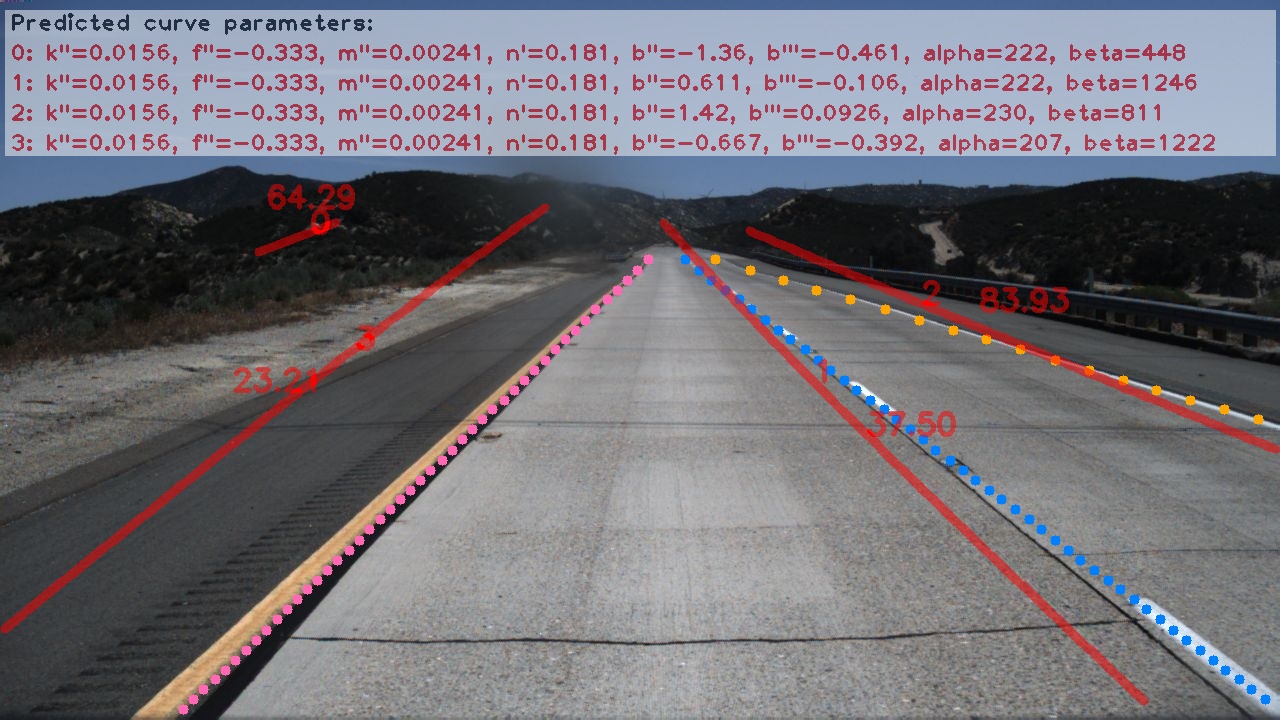 Predicted curve parameters:
0: k''=0.0156, f''=−0.333, m''=0.00241, n'=0.181, b''=−1.36, b'''=−0.461, alpha=222, beta=448
1: k''=0.0156, f''=−0.333, m''=0.00241, n'=0.181, b''=0.611, b'''=−0.106, alpha=222, beta=1246
2: k''=0.0156, f''=−0.333, m''=0.00241, n'=0.181, b''=1.42, b'''=0.0926, alpha=230, beta=811
3: k''=0.0156, f''=−0.333, m''=0.00241, n'=0.181, b''=−0.667, b'''=−0.392, alpha=207, beta=1222
64.29
0
2 83.93
3
1
23.21
37.50